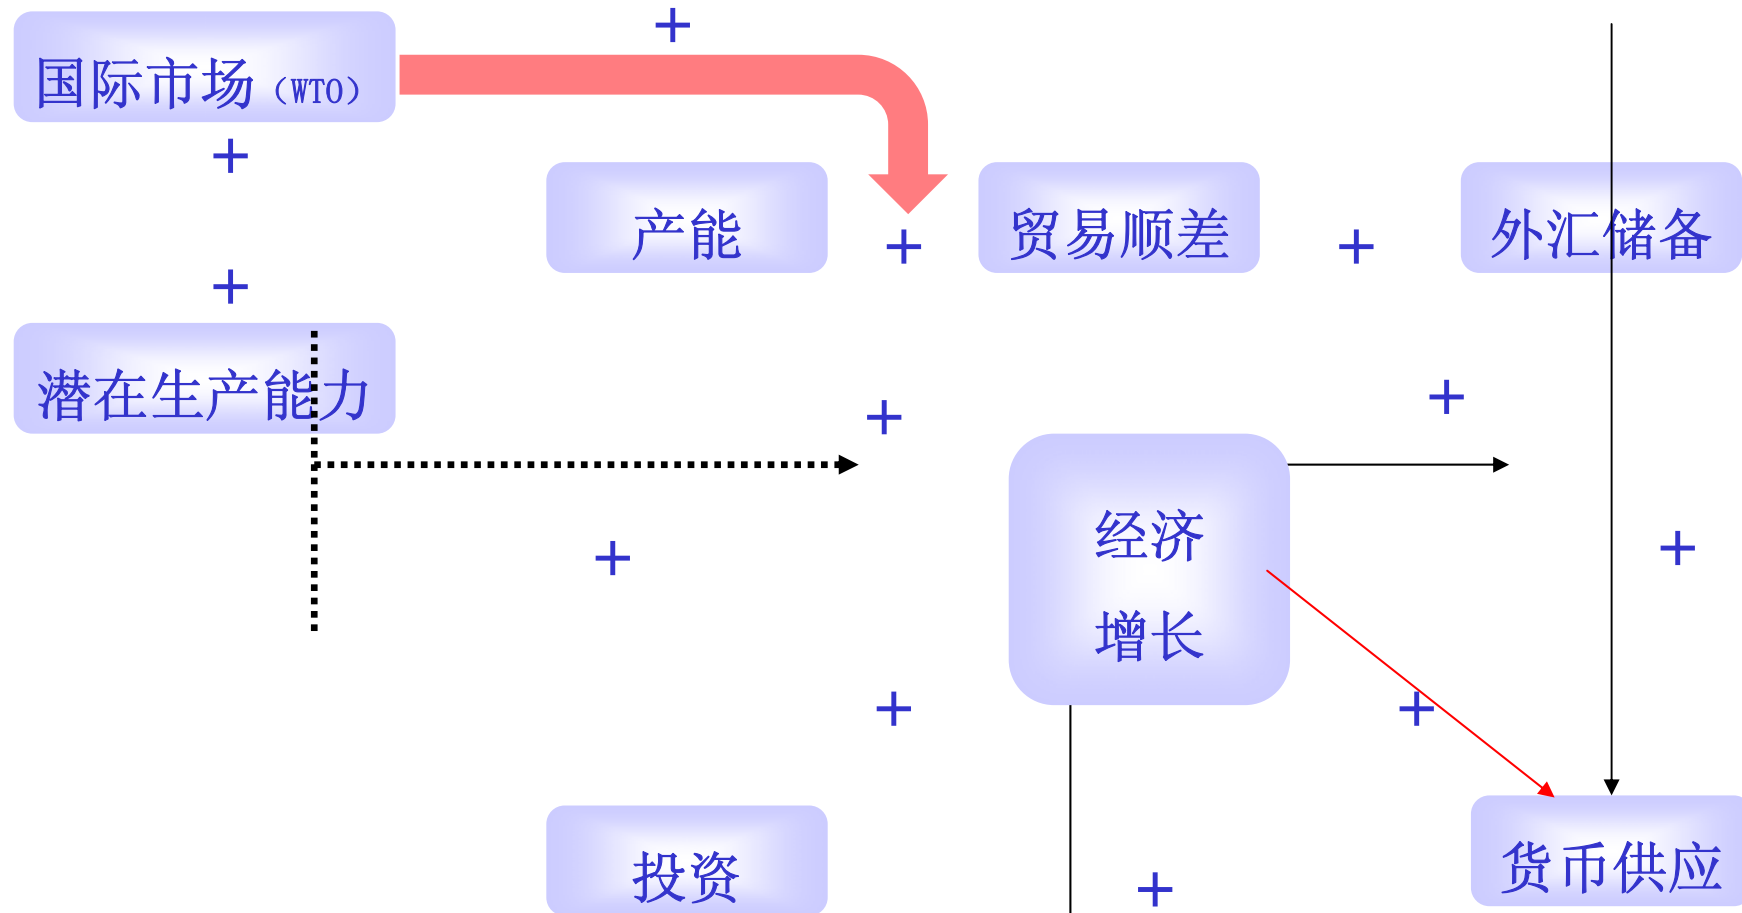 +
国际市场（WTO）
+
产能
+
贸易顺差
+
外汇储备
+
潜在生产能力
+
+
经济
增长
+
+
+
+
投资
+
货币供应